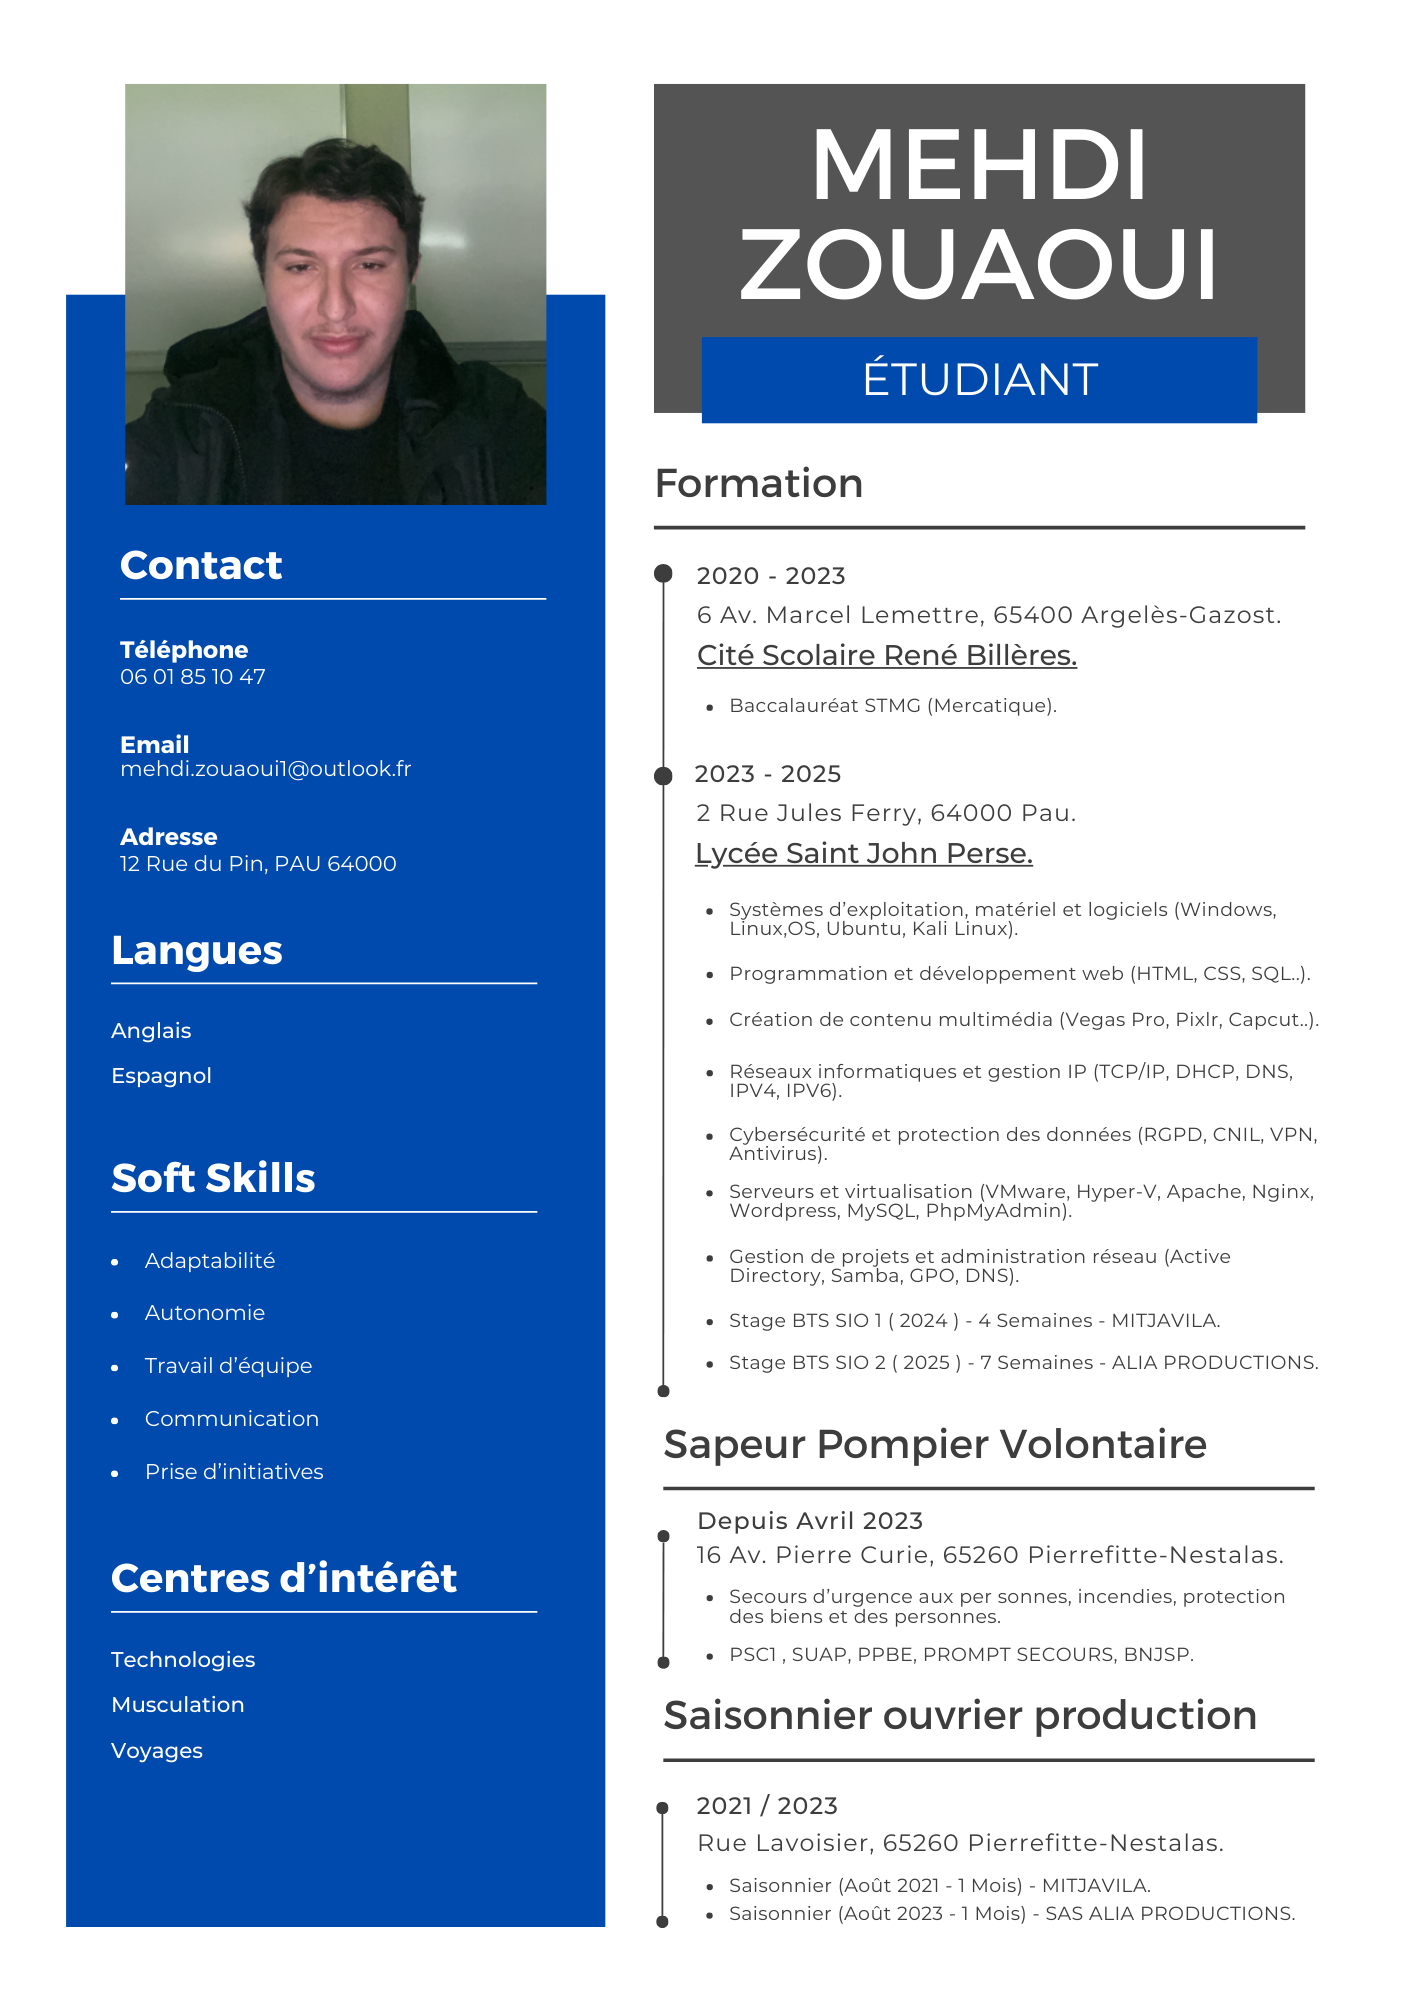 MEHDI
ZOUAOUI
ÉTUDIANT
Contact
Téléphone
06 01 85 10 47
Email
mehdi.zouaoui1@outlook.fr
Adresse
12 Rue du Pin, PAU 64000
Langues
Anglais
Espagnol
Soft Skills
Adaptabilité
Autonomie
Travail d’équipe
Communication
Prise d’initiatives
Centres d’intérêt
Technologies
Musculation
Voyages
Formation
2020 - 2023
6 Av. Marcel Lemettre, 65400 Argelès-Gazost.
Cité Scolaire René Billères.
Baccalauréat STMG (Mercatique).
2023 - 2025
2 Rue Jules Ferry, 64000 Pau.
Lycée Saint John Perse.
Systèmes d’exploitation, matériel et logiciels (Windows,
Linux,OS, Ubuntu, Kali Linux).
Programmation et développement web (HTML, CSS, SQL..).
Création de contenu multimédia (Vegas Pro, Pixlr, Capcut..).
Réseaux informatiques et gestion IP (TCP/IP, DHCP, DNS,
IPV4, IPV6).
Cybersécurité et protection des données (RGPD, CNIL, VPN,
Antivirus).
Serveurs et virtualisation (VMware, Hyper-V, Apache, Nginx,
Wordpress, MySQL, PhpMyAdmin).
Gestion de projets et administration réseau (Active
Directory, Samba, GPO, DNS).
Stage BTS SIO 1 ( 2024 ) - 4 Semaines - MITJAVILA.
Stage BTS SIO 2 ( 2025 ) - 7 Semaines - ALIA PRODUCTIONS.
Sapeur Pompier Volontaire
Depuis Avril 2023
16 Av. Pierre Curie, 65260 Pierrefitte-Nestalas.
Secours d’urgence aux per sonnes, incendies, protection
des biens et des personnes.
PSC1 , SUAP, PPBE, PROMPT SECOURS, BNJSP.
Saisonnier ouvrier production
2021 / 2023
Rue Lavoisier, 65260 Pierrefitte-Nestalas.
Saisonnier (Août 2021 - 1 Mois) - MITJAVILA.
Saisonnier (Août 2023 - 1 Mois) - SAS ALIA PRODUCTIONS.